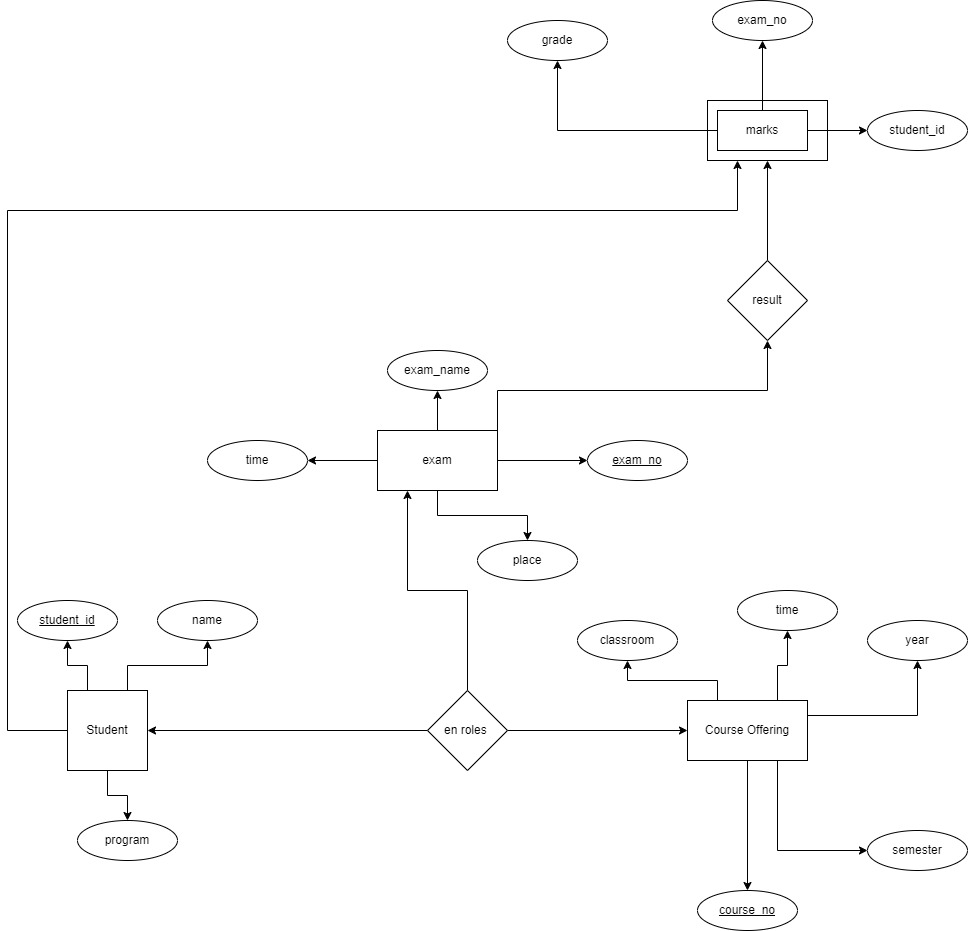 exam_no
grade
marks
student_id
result
exam_name
time
exam
exam_no
place
student_id
name
classroom
time
year
Student
en roles
Course Offering
program
semester
course_no